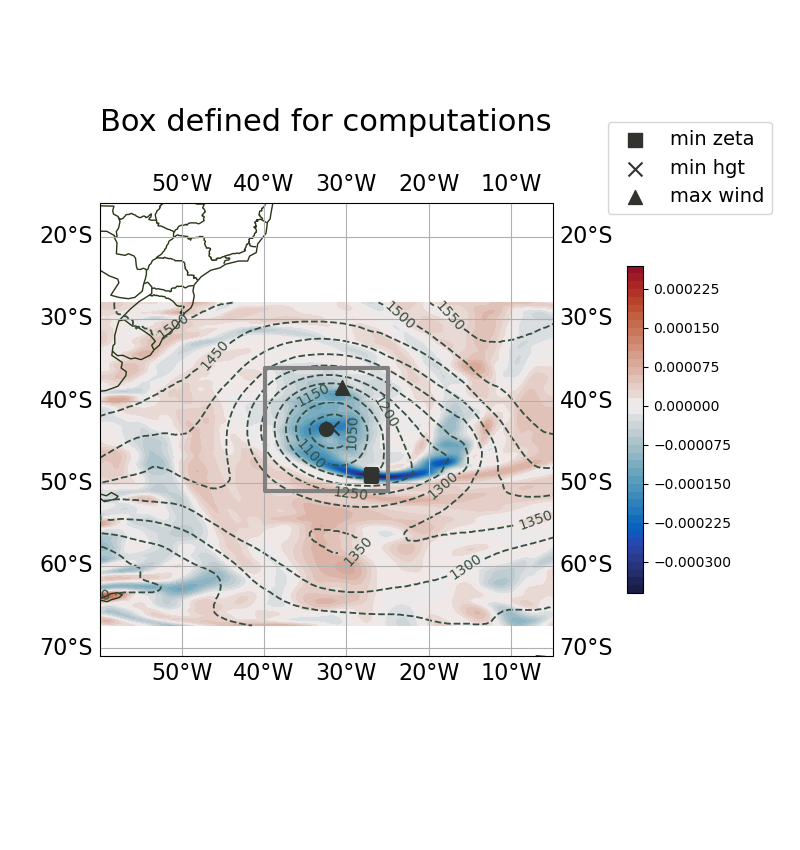 Box defined for computations
min zeta
min hgt
max wind
50°W 40°W 30°W 20°W 10°W
20°S 20°S
30°S 30°S
40°S 40°S
50°S 50°S
60°S 60°S
70°S 70°S
50°W 40°W 30°W 20°W 10°W
1500
1450
1500
1550
1150
1200
1050
1100
1250
1300
1350
1350
1300
0.000225
0.000150
0.000075
0.000000
−0.000075
−0.000150
−0.000225
−0.000300